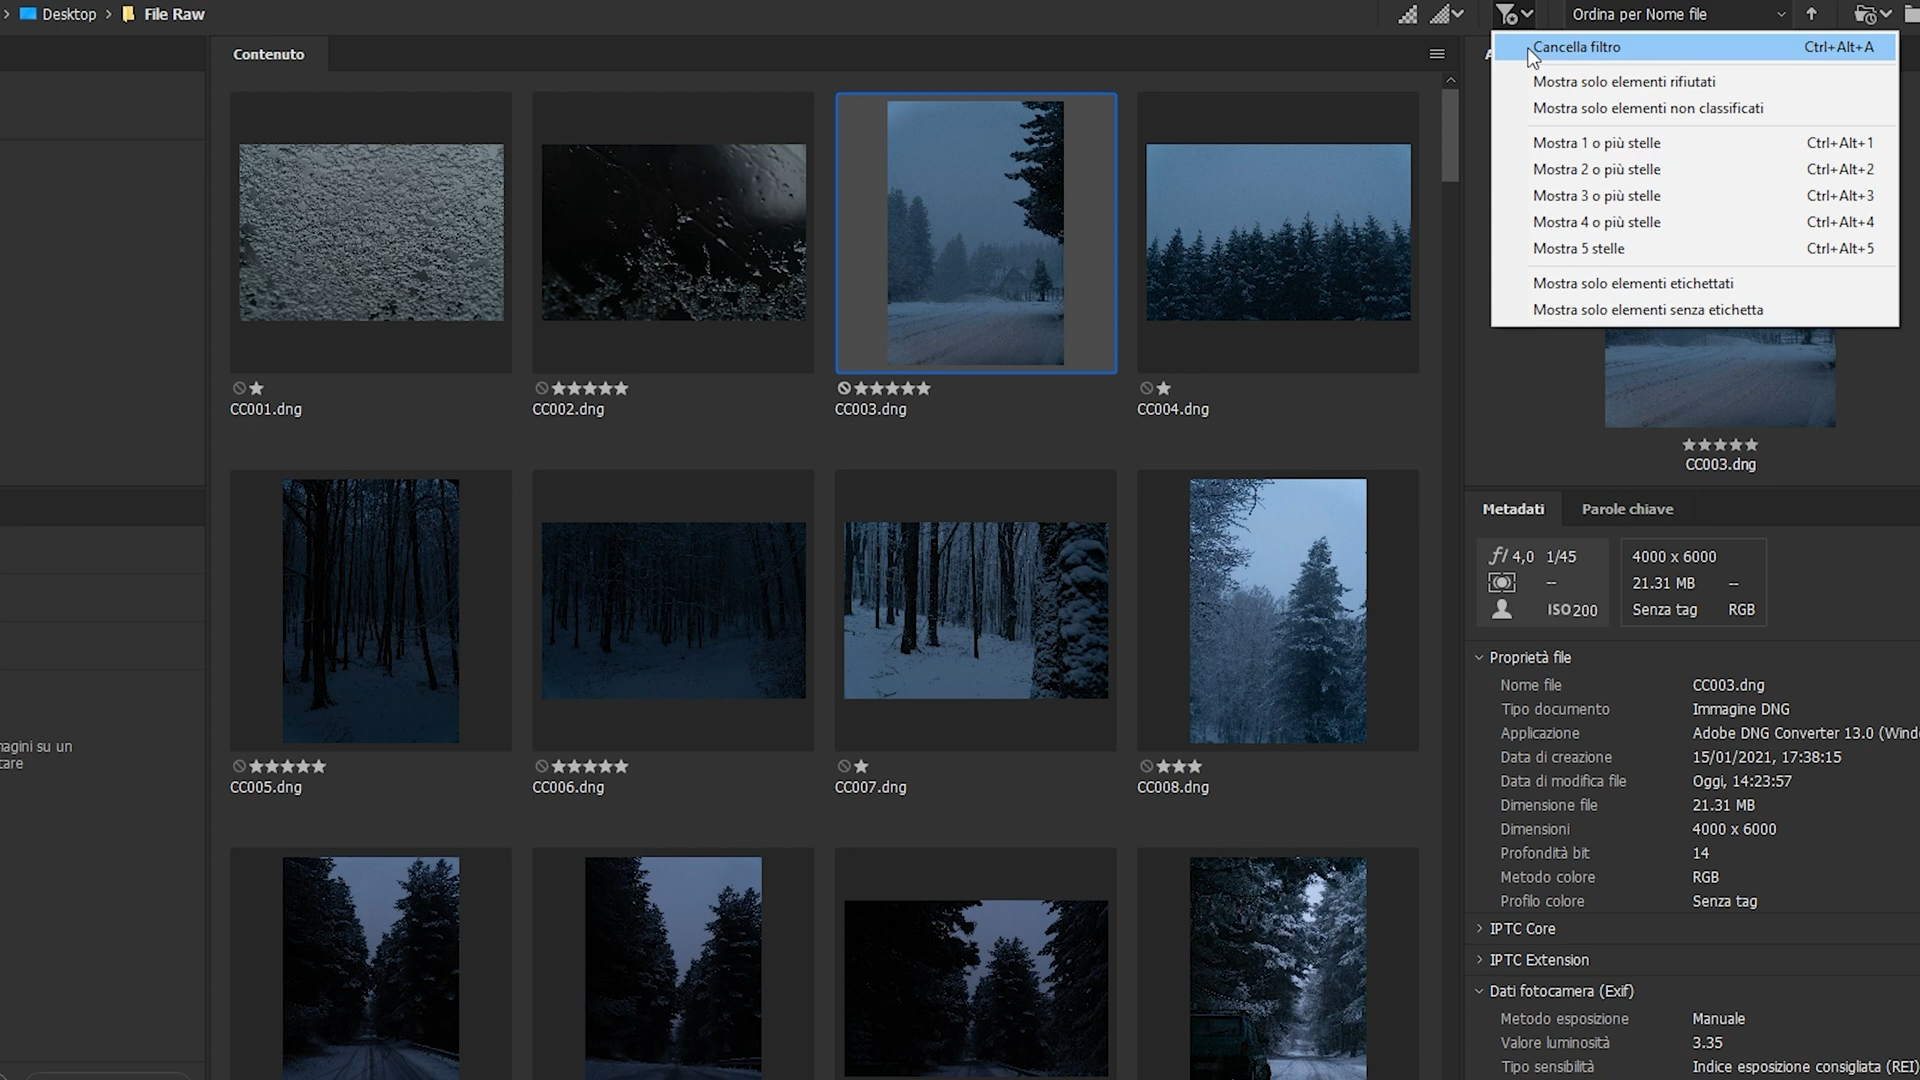 Desktop
File Raw
Ordina per Nome file
Contenuto
Cancella filtro Ctrl+Alt+A
Mostra solo elementi rifiutati
Mostra solo elementi non classificati
Mostra 1 o più stelle Ctrl+Alt+1
Mostra 2 o più stelle Ctrl+Alt+2
Mostra 3 o più stelle Ctrl+Alt+3
Mostra 4 o più stelle Ctrl+Alt+4
Mostra 5 stelle Ctrl+Alt+5
Mostra solo elementi etichettati
Mostra solo elementi senza etichetta
CC001.dng
CC002.dng
CC003.dng
CC004.dng
CC003.dng
Metadati
Parole chiave
f/ 4,0 1/45
4000 x 6000
--
21.31 MB --
ISO 200
Senza tag RGB
Proprietà file
Nome file CC003.dng
Tipo documento Immagine DNG
Applicazione Adobe DNG Converter 13.0
Data di creazione 15/01/2021, 17:38:15
Data di modifica file Oggi, 14:23:57
Dimensione file 21.31 MB
Dimensioni 4000 x 6000
Profondità bit 14
Metodo colore RGB
Profilo colore Senza tag
IPTC Core
IPTC Extension
Dati fotocamera (Exif)
Metodo esposizione Manuale
Valore luminosità 3.35
Tipo sensibilità Indice esposizione consigliata (REI)
su un
CC005.dng
CC006.dng
CC007.dng
CC008.dng